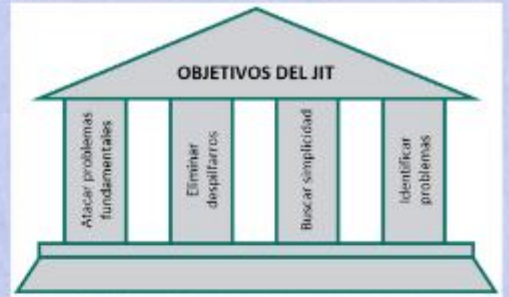 OBJETIVOS DEL JIT
Atacar problemas
fundamentales
Eliminar
despilfarros
Buscar simplicidad
Identificar
problemas